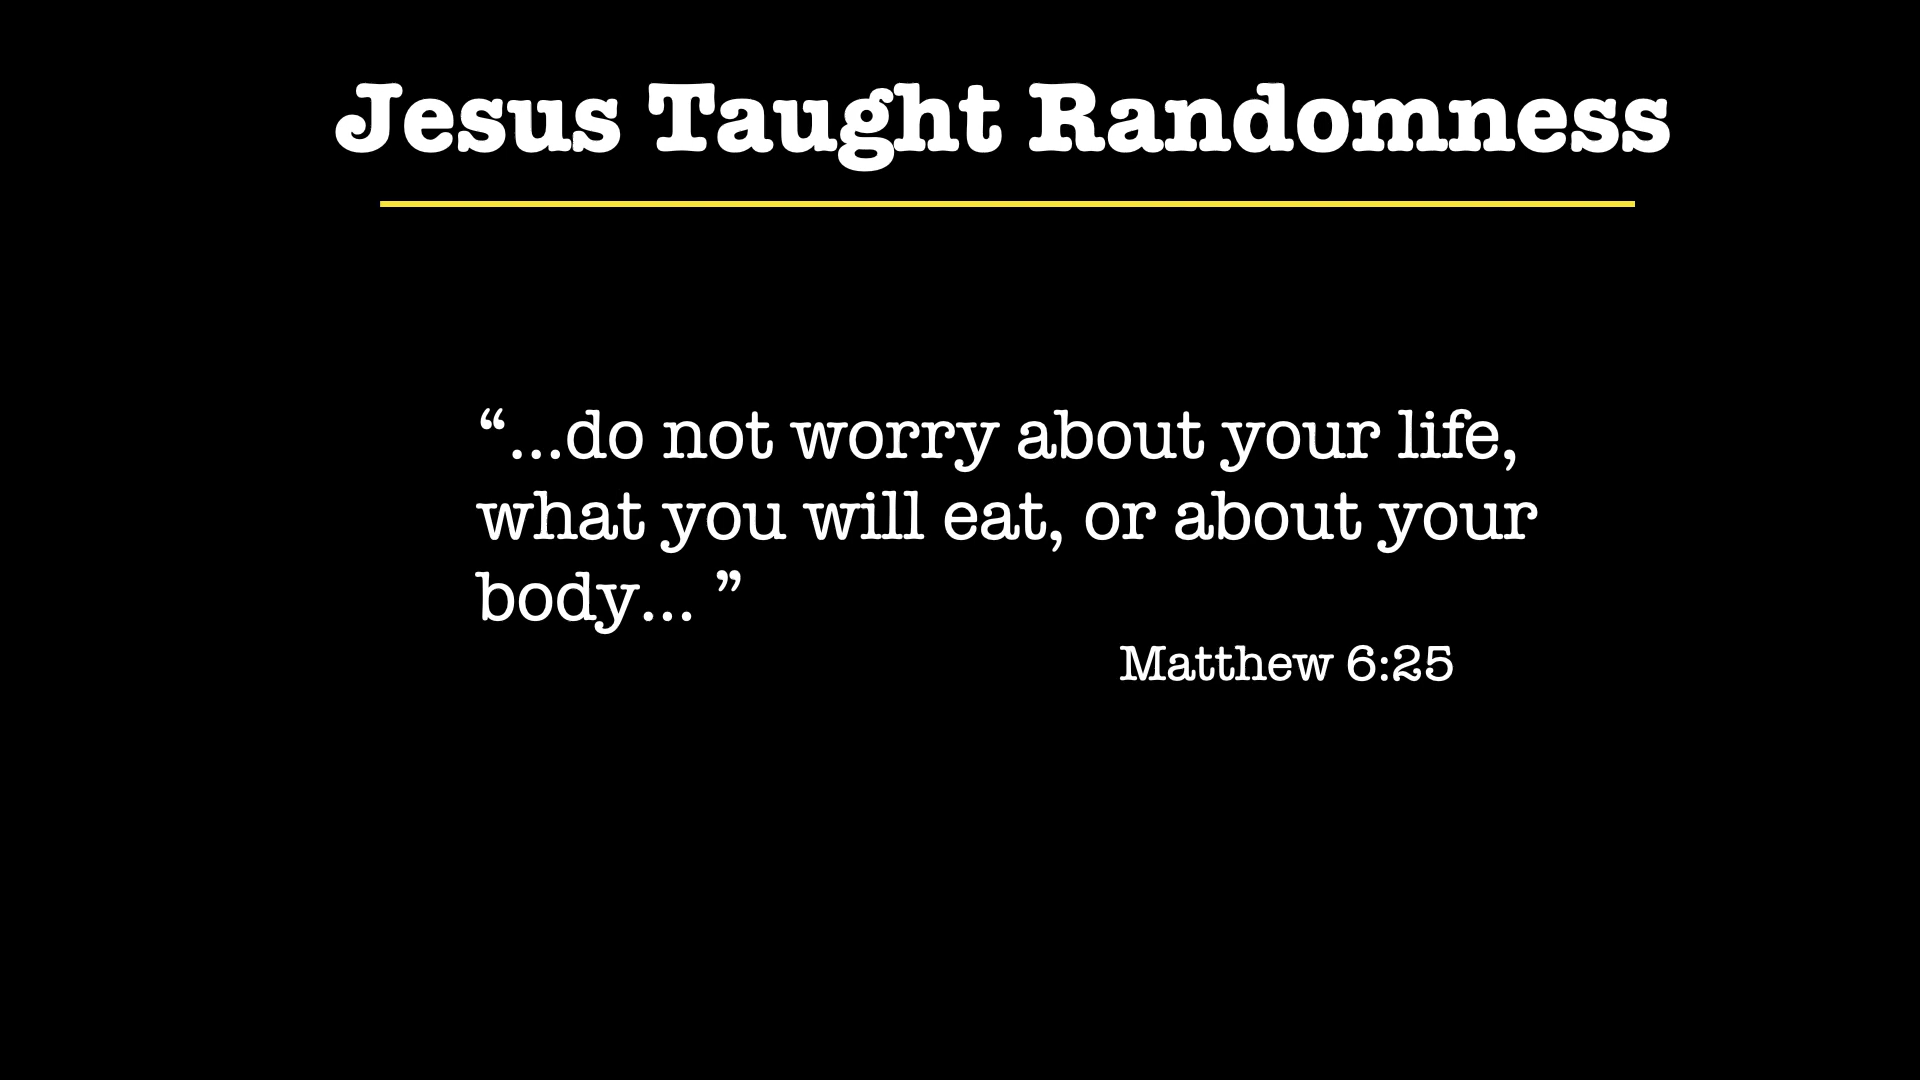 Jesus Taught Randomness
“…do not worry about your life,
what you will eat, or about your
body… ”
Matthew 6:25